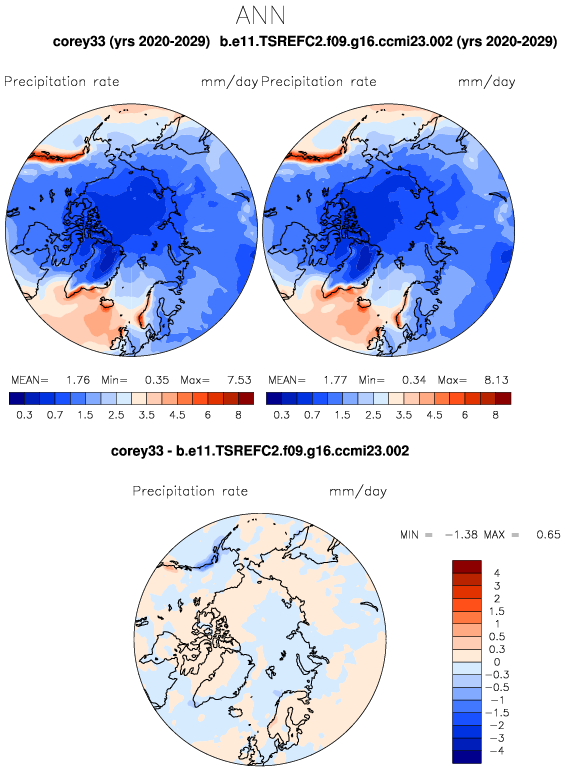 ANN
corey33 (yrs 2020-2029) b.e11.TSREFC2.f09.g16.ccmi23.002 (yrs 2020-2029)
Precipitation rate mm/day Precipitation rate mm/day
MEAN= 1.76 Min= 0.35 Max= 7.53 MEAN= 1.77 Min= 0.34 Max= 8.13
0.3 0.7 1.5 2.5 3.5 4.5 6 8 0.3 0.7 1.5 2.5 3.5 4.5 6 8
corey33 - b.e11.TSREFC2.f09.g16.ccmi23.002
Precipitation rate mm/day
MIN = -1.38 MAX = 0.65
4
3
2
1.5
1
0.5
0.3
0
-0.3
-0.5
-1
-1.5
-2
-3
-4